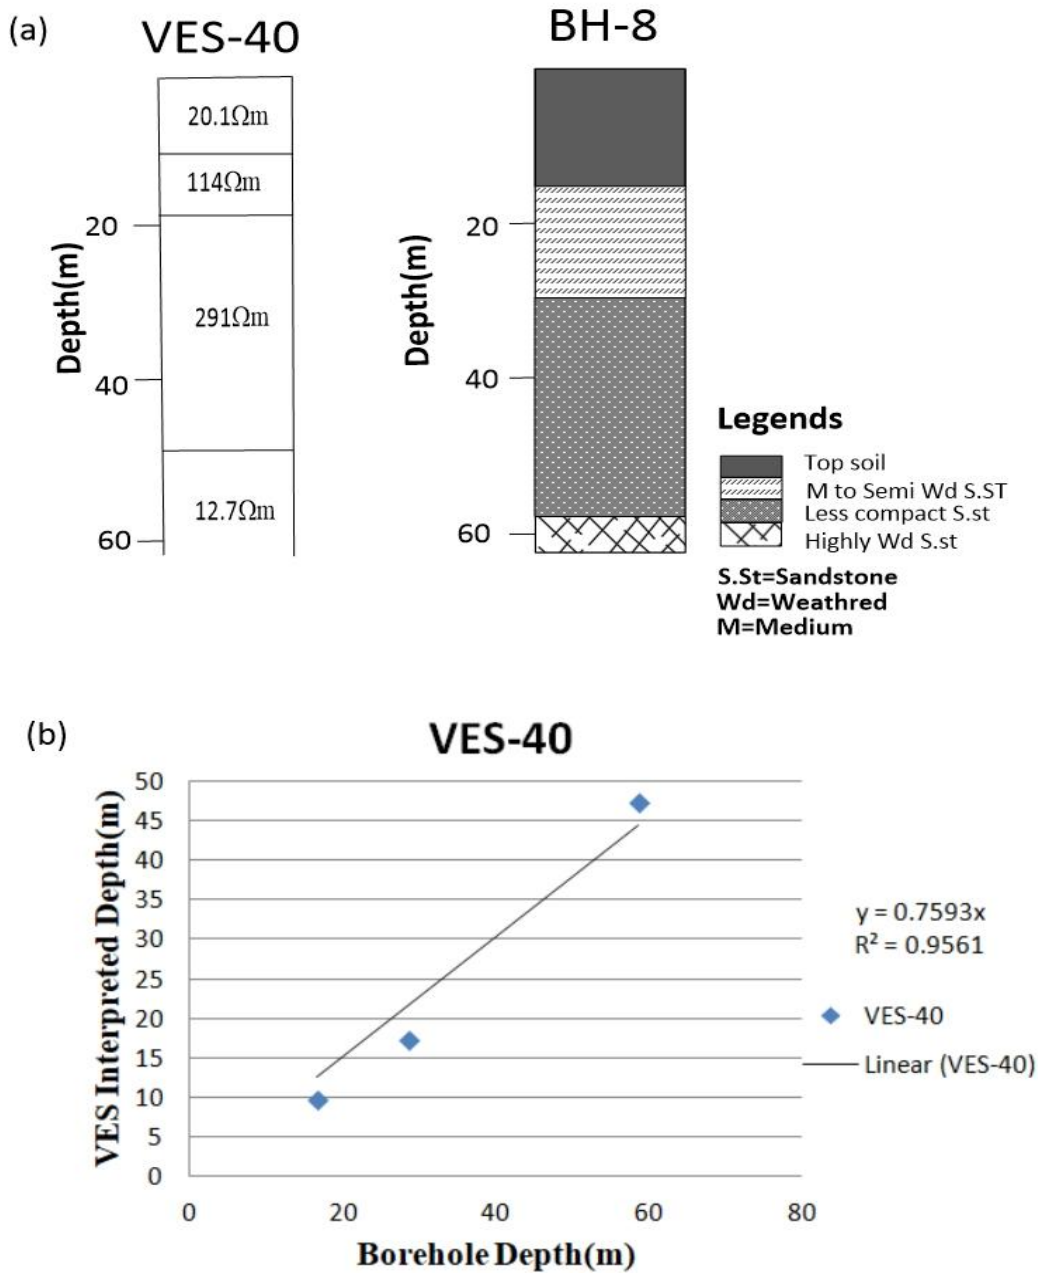 (a)
VES-40
BH-8
20.1Ωm
114Ωm
291Ωm
12.7Ωm
20
40
60
Depth(m)
20
40
60
Depth(m)
Legends
Top soil
M to Semi Wd S.ST
Less compact S.st
Highly Wd S.st
S.St=Sandstone
Wd=Weathred
M=Medium
(b)
VES-40
50
45
40
35
30
25
20
15
10
5
0
VES Interpreted Depth(m)
0 20 40 60 80
Borehole Depth(m)
y = 0.7593x
R² = 0.9561
VES-40
Linear (VES-40)